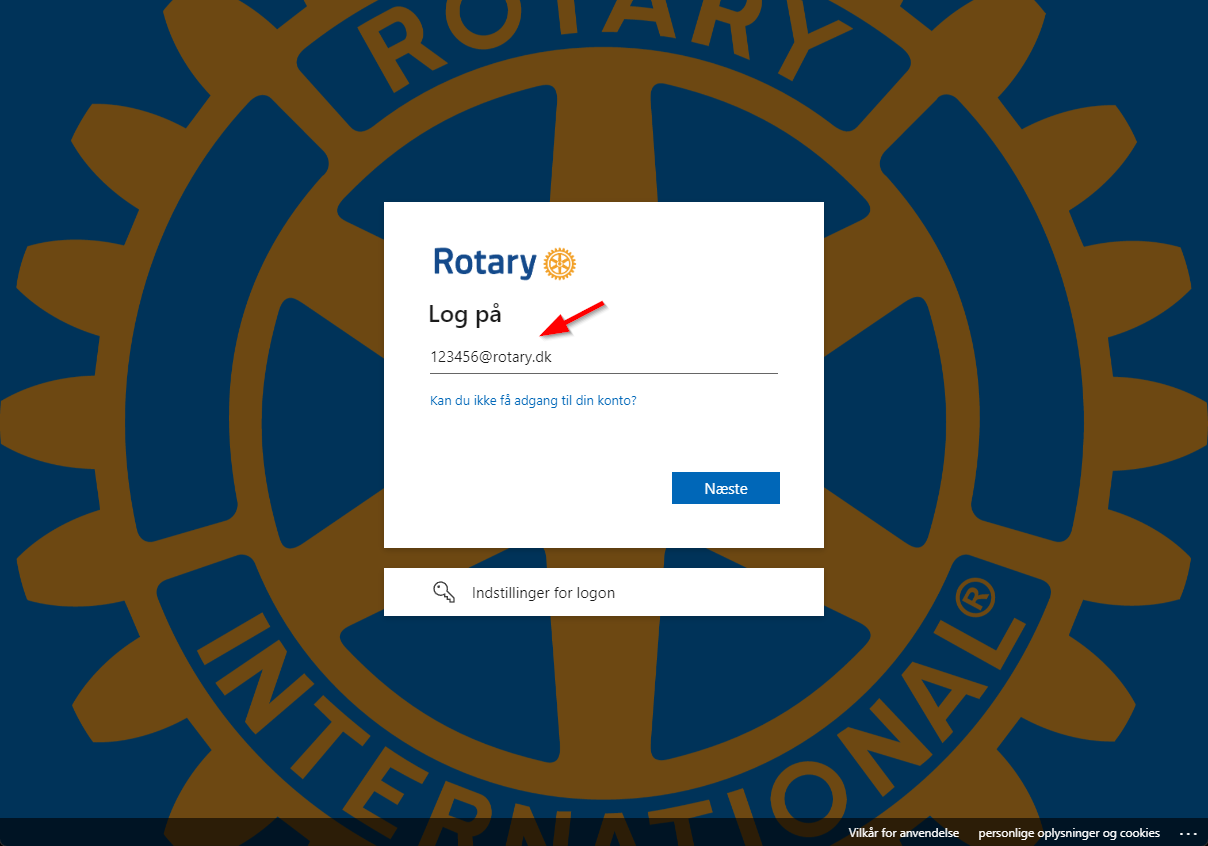 ROTARY
Rotary
Log på
123456@rotary.dk
Kan du ikke få adgang til din konto?
Næste
Indstillinger for logon
INTERNATIONAL®
Vilkår for anvendelse personlige oplysninger og cookies ...